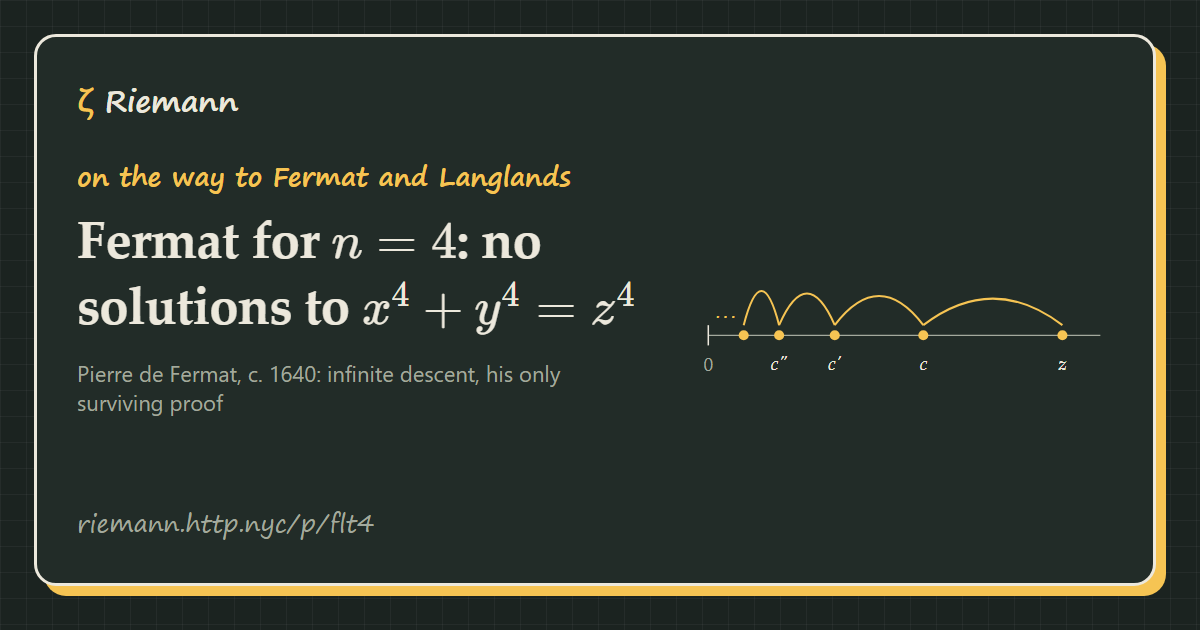 ζ Riemann
on the way to Fermat and Langlands
Fermat for n = 4: no
solutions to x⁴ + y⁴ = z⁴
Pierre de Fermat, c. 1640: infinite descent, his only
surviving proof
...
0 c″ c′ c z
riemann.http.nyc/p/flt4